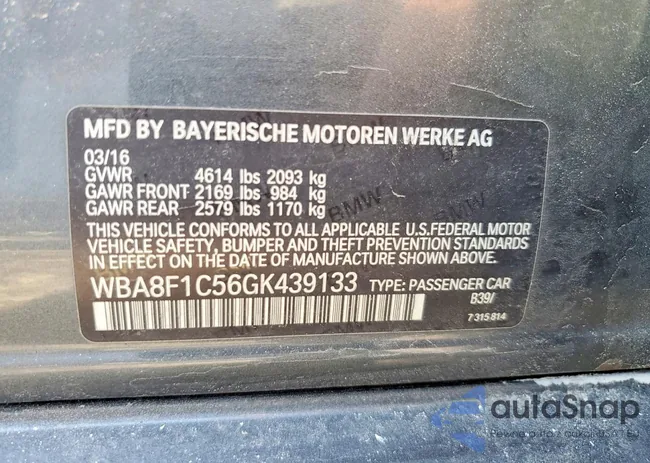 MFD BY BAYERISCHE MOTOREN WERKE AG
03/16
GVWR 4614 lbs 2093 kg
GAWR FRONT 2169 lbs 984 kg
GAWR REAR 2579 lbs 1170 kg
THIS VEHICLE CONFORMS TO ALL APPLICABLE U.S.FEDERAL MOTOR
VEHICLE SAFETY, BUMPER AND THEFT PREVENTION STANDARDS
IN EFFECT ON THE DATE OF MANUFACTURE SHOWN ABOVE.
WBA8F1C56GK439133 TYPE: PASSENGER CAR
B39/
7 315 814
autaSnap